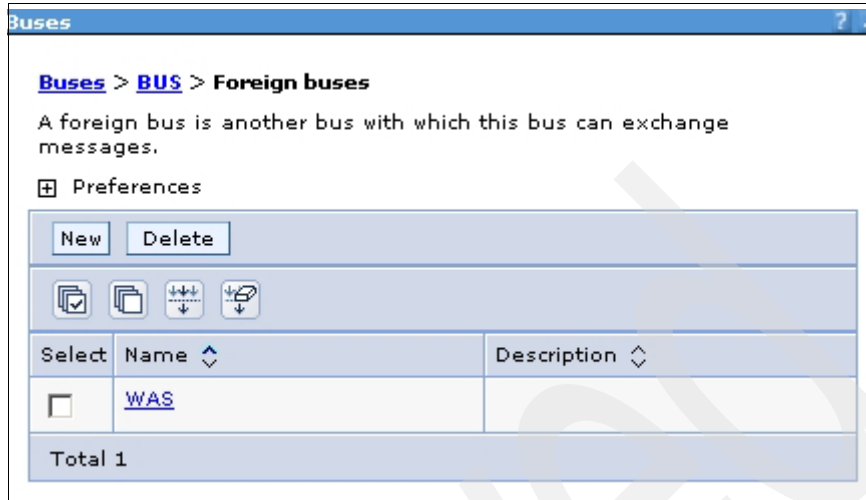 Buses
?
Buses > BUS > Foreign buses
A foreign bus is another bus with which this bus can exchange
messages.
Preferences
New Delete
Select Name Description
WAS
Total 1